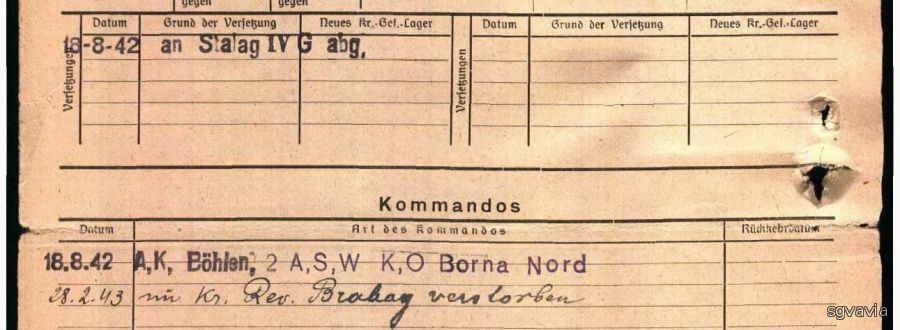 gegen gegen
Datum Grund der Versetzung Neues Kr.-Gef.-Lager Datum Grund der Versetzung Neues Kr.-Gef.-Lager
18-8-42 an Stalag IV G abg.
Versetzungen Versetzungen
Kommandos
Datum Art des Kommandos Rückkehrdatum
18.8.42 A,K, Böhlen, 2 A,S,W K,O Borna Nord
28.2.43 im Kr. Rev. Brabag verstorben
sgvavia